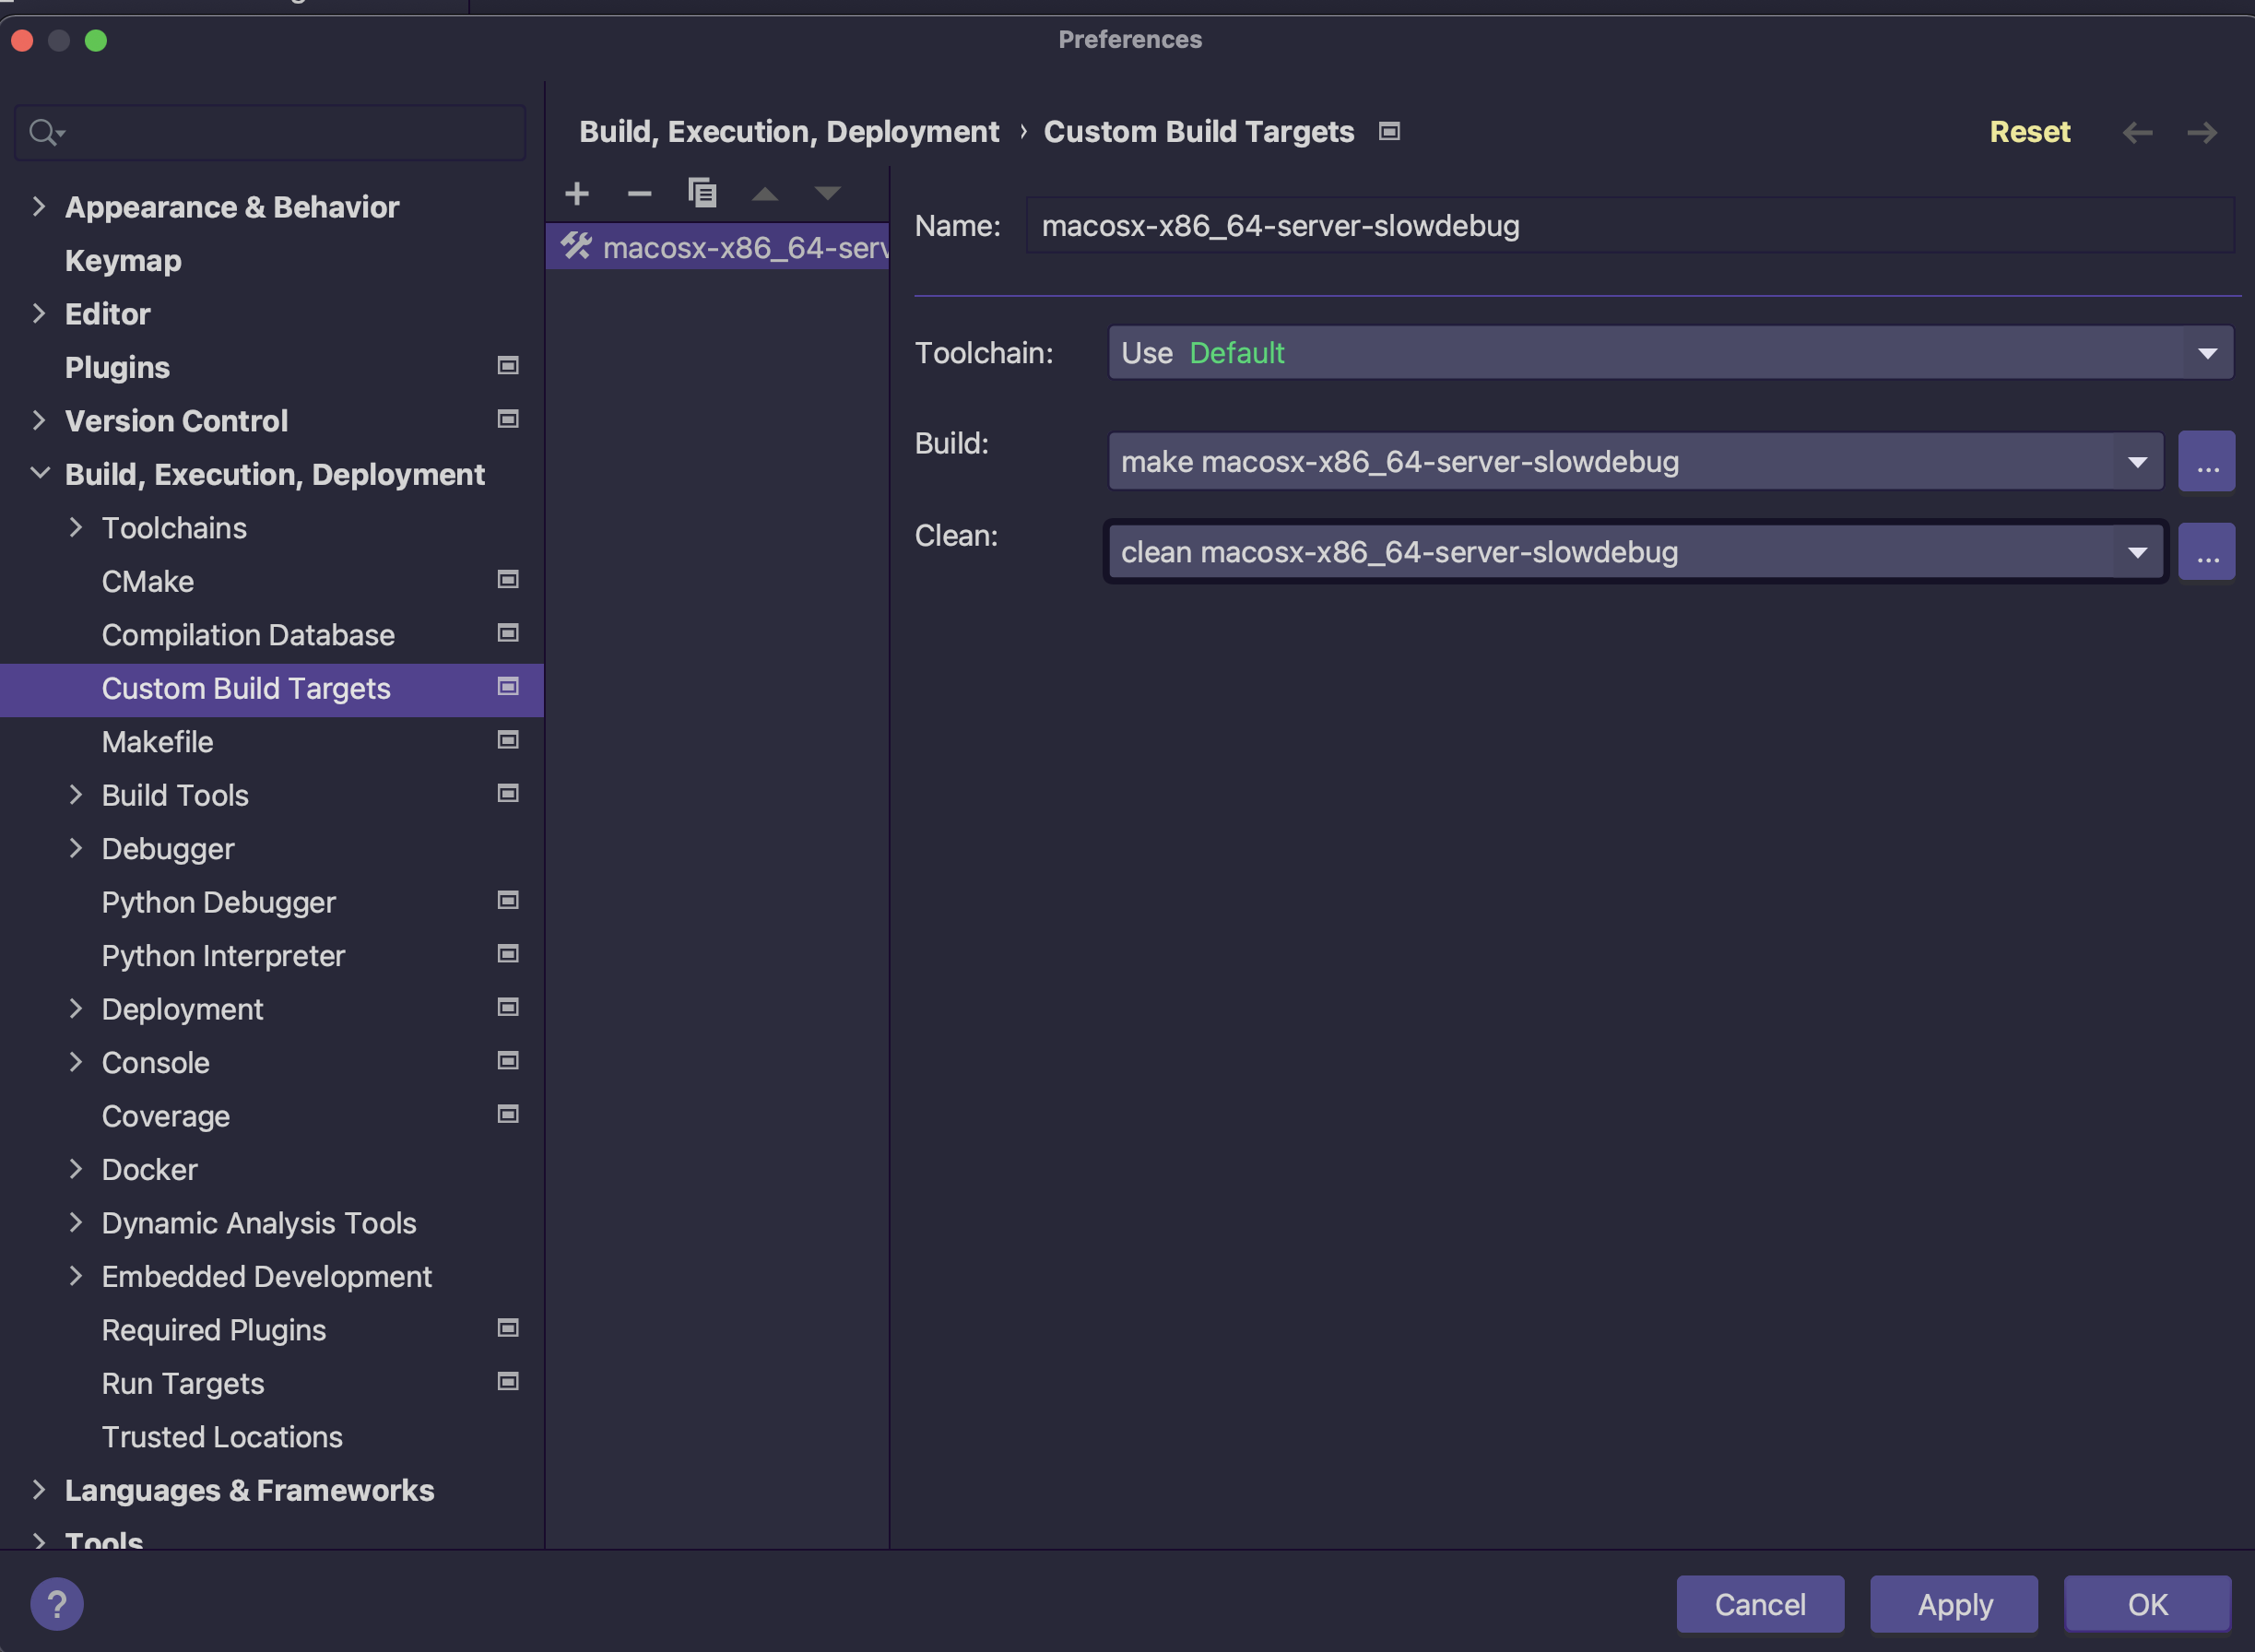 Preferences
Appearance & Behavior
Keymap
Editor
Plugins
Version Control
Build, Execution, Deployment
Toolchains
CMake
Compilation Database
Custom Build Targets
Makefile
Build Tools
Debugger
Python Debugger
Python Interpreter
Deployment
Console
Coverage
Docker
Dynamic Analysis Tools
Embedded Development
Required Plugins
Run Targets
Trusted Locations
Languages & Frameworks
Tools
Build, Execution, Deployment › Custom Build Targets
Reset
macosx-x86_64-serv
Name: macosx-x86_64-server-slowdebug
Toolchain: Use Default
Build: make macosx-x86_64-server-slowdebug ...
Clean: clean macosx-x86_64-server-slowdebug ...
? Cancel Apply OK